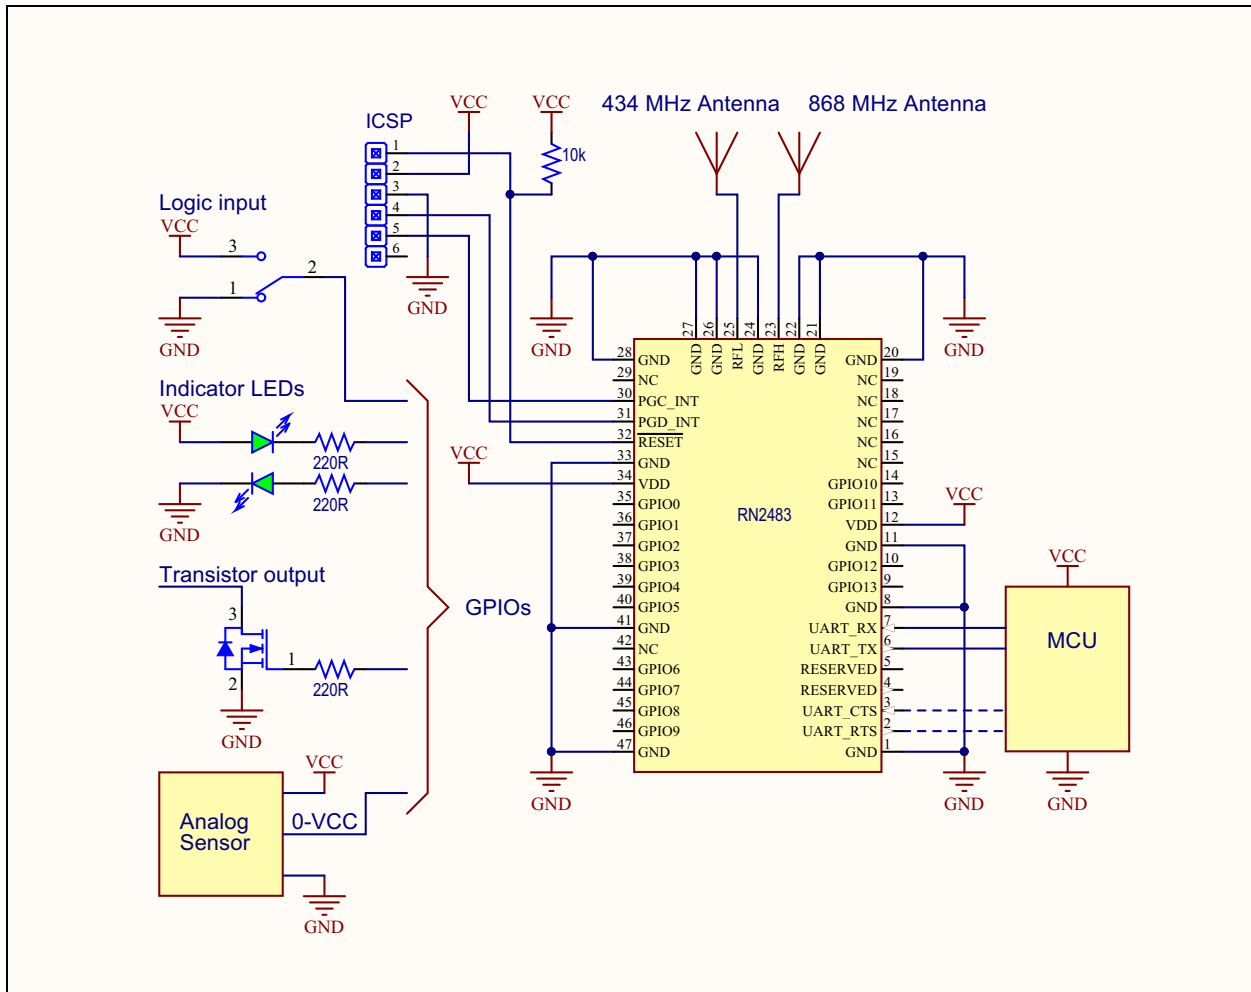 434 MHz Antenna
868 MHz Antenna
VCC
VCC
ICSP
1
2
3
4
5
6
10k
GND
Logic input
VCC
3
2
1
GND
Indicator LEDs
VCC
220R
220R
GND
Transistor output
3
1
2
220R
GND
VCC
Analog
Sensor
0-VCC
GND
GPIOs
VCC
GND
GND
27 GND
26 GND
25 RFL
24 GND
23 RFH
22 GND
21 GND
28 GND
29 NC
30 PGC_INT
31 PGD_INT
32 RESET
33 GND
34 VDD
35 GPIO0
36 GPIO1
37 GPIO2
38 GPIO3
39 GPIO4
40 GPIO5
41 GND
42 NC
43 GPIO6
44 GPIO7
45 GPIO8
46 GPIO9
47 GND
RN2483
GND 20
NC 19
NC 18
NC 17
NC 16
NC 15
GPIO10 14
GPIO11 13
VDD 12
GND 11
GPIO12 10
GPIO13 9
GND 8
UART_RX 7
UART_TX 6
RESERVED 5
RESERVED 4
UART_CTS 3
UART_RTS 2
GND 1
VCC
VCC
MCU
GND
GND
GND